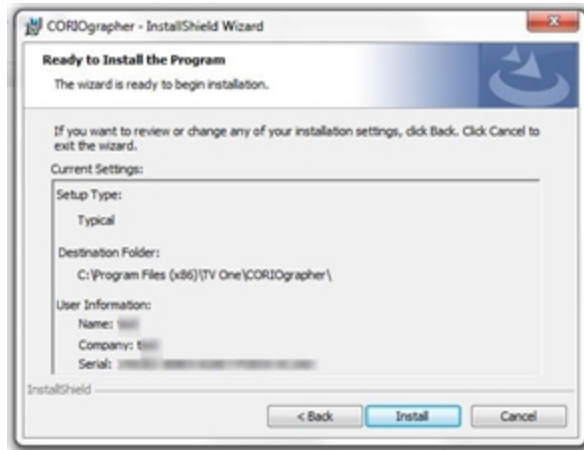 CORIOgrapher - InstallShield Wizard
Ready to Install the Program
The wizard is ready to begin installation.
If you want to review or change any of your installation settings, click Back. Click Cancel to
exit the wizard.
Current Settings:
Setup Type:
Typical
Destination Folder:
C:\Program Files (x86)\TV One\CORIOgrapher\
User Information:
Name:
Company:
Serial:
InstallShield
< Back
Install
Cancel